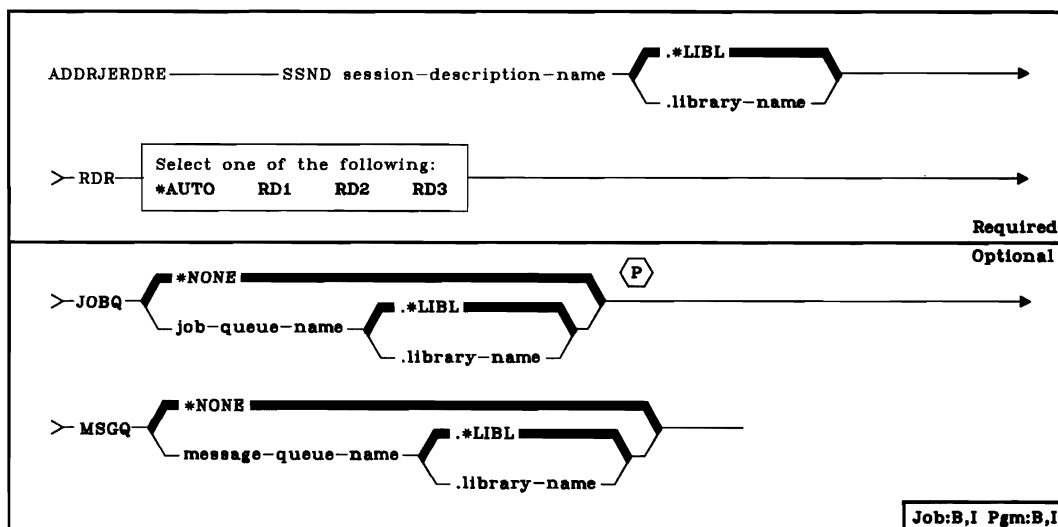 .*LIBL
ADDRJERDRE SSND session-description-name
.library-name
Select one of the following:
RDR
*AUTO RD1 RD2 RD3
Required
Optional
*NONE P
.*LIBL
JOBQ
job-queue-name
.library-name
*NONE
.*LIBL
MSGQ
message-queue-name
.library-name
Job:B,I Pgm:B,I